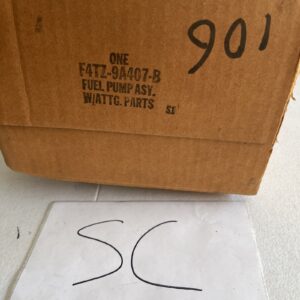 ONE
F4TZ-9A407-B
FUEL PUMP ASY.
W/ATTG. PARTS
901
SC